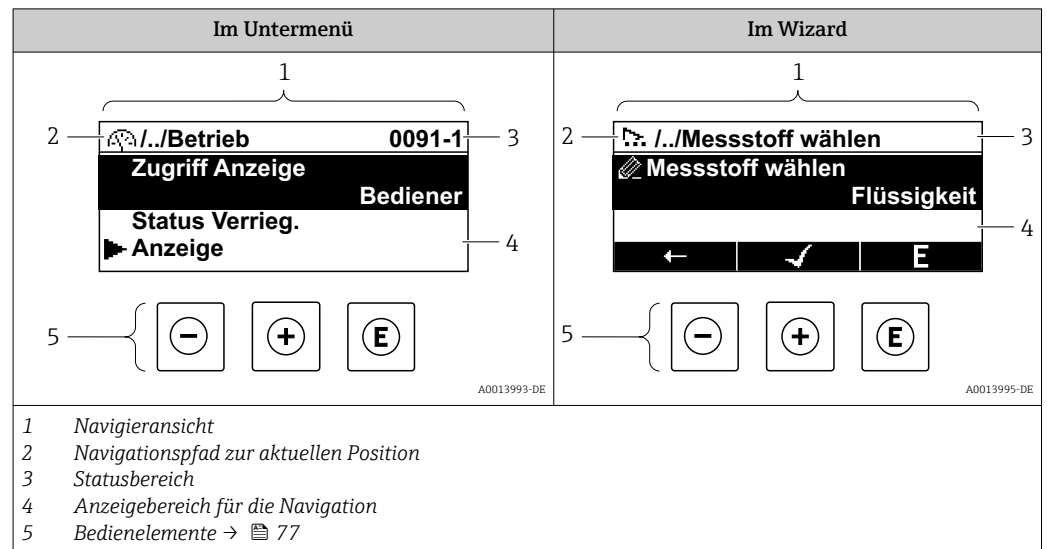 Im Untermenü
Im Wizard
1
2
/../Betrieb 0091-1
3
Zugriff Anzeige
Bediener
Status Verrieg.
Anzeige
4
5
- + E
A0013993-DE
1
2
/../Messstoff wählen
3
Messstoff wählen
Flüssigkeit
4
← ✓ E
5
- + E
A0013995-DE
1 Navigieransicht
2 Navigationspfad zur aktuellen Position
3 Statusbereich
4 Anzeigebereich für die Navigation
5 Bedienelemente → 77